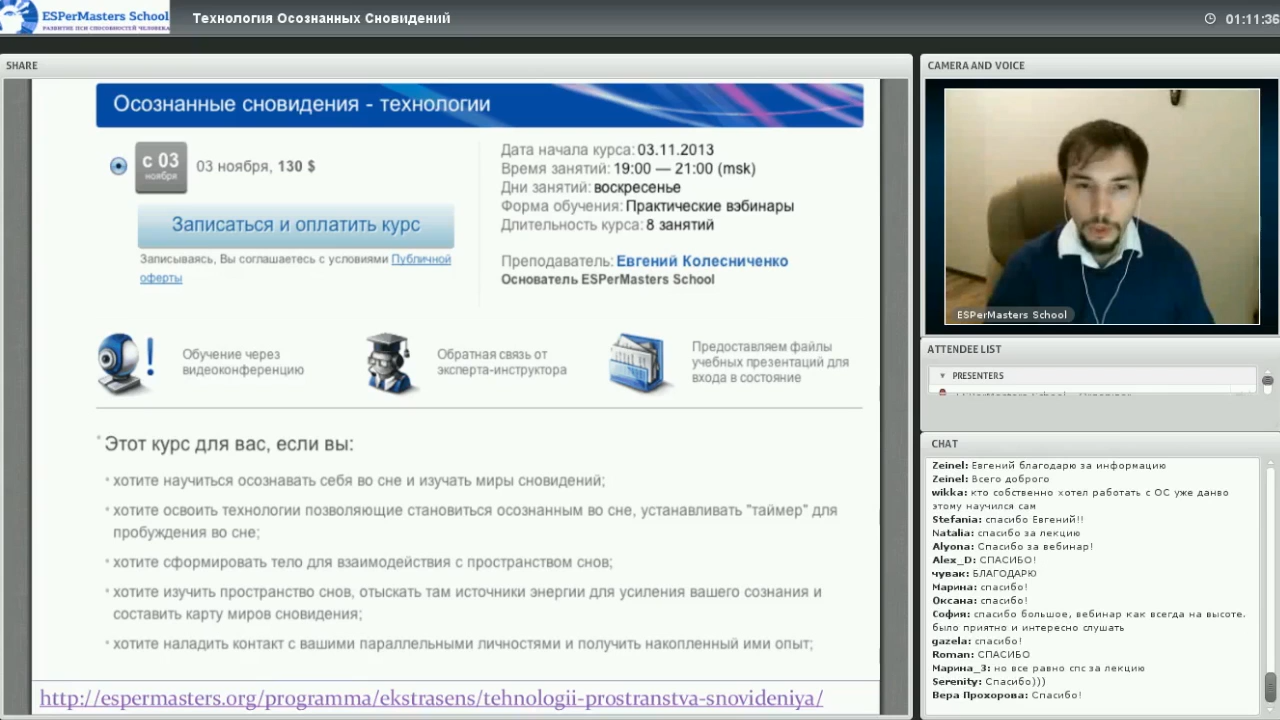 ESPerMasters School
РАЗВИТИЕ ПСИ СПОСОБНОСТЕЙ ЧЕЛОВЕКА
Технология Осознанных Сновидений
01:11:36
SHARE
Осознанные сновидения - технологии
с 03
ноября
03 ноября, 130 $
Записаться и оплатить курс
Записываясь, Вы соглашаетесь с условиями Публичной
оферты
Дата начала курса: 03.11.2013
Время занятий: 19:00 — 21:00 (msk)
Дни занятий: воскресенье
Форма обучения: Практические вэбинары
Длительность курса: 8 занятий
Преподаватель: Евгений Колесниченко
Основатель ESPerMasters School
Обучение через
видеоконференцию
Обратная связь от
эксперта-инструктора
Предоставляем файлы
учебных презентаций для
входа в состояние
Этот курс для вас, если вы:
хотите научиться осознавать себя во сне и изучать миры сновидений;
хотите освоить технологии позволяющие становиться осознанным во сне, устанавливать "таймер" для
пробуждения во сне;
хотите сформировать тело для взаимодействия с пространством снов;
хотите изучить пространство снов, отыскать там источники энергии для усиления вашего сознания и
составить карту миров сновидения;
хотите наладить контакт с вашими параллельными личностями и получить накопленный ими опыт;
http://espermasters.org/programma/ekstrasens/tehnologii-prostranstva-snovideniya/
CAMERA AND VOICE
ESPerMasters School
ATTENDEE LIST
PRESENTERS
CHAT
Zeinel: Евгений благодарю за информацию
Zeinel: Всего доброго
wikka: кто собственно хотел работать с ОС уже данво
этому научился сам
Stefania: спасибо Евгений!!
Natalia: спасибо за лекцию
Alyona: Спасибо за вебинар!
Alex_D: СПАСИБО!
чувак: БЛАГОДАРЮ
Марина: спасибо!
Оксана: спасибо!
София: спасибо большое, вебинар как всегда на высоте.
было приятно и интересно слушать
gazela: спасибо!
Roman: СПАСИБО
Марина_3: но все равно спс за лекцию
Serenity: Спасибо)))
Вера Прохорова: Спасибо!